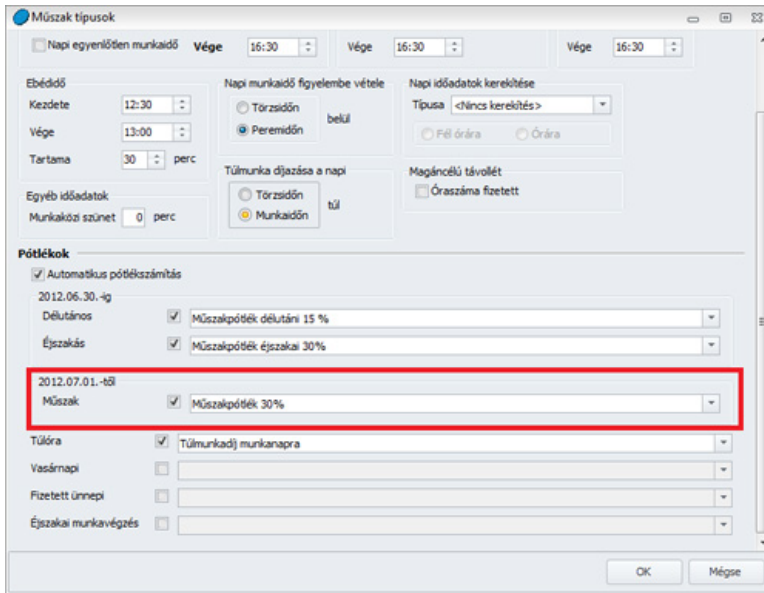 Műszak típusok
Napi egyenlőtlen munkaidő Vége 16:30 Vége 16:30 Vége 16:30
Ebédidő
Kezdete 12:30
Vége 13:00
Tartama 30 perc
Napi munkaidő figyelembe vétele
Törzsidőn
Peremidőn
belül
Napi időadatok kerekítése
Típusa <Nincs kerekítés>
Fél órára Órára
Egyéb időadatok
Munkaközi szünet 0 perc
Túlmunka díjazása a napi
Törzsidőn
Munkaidőn
túl
Magáncélú távollét
Óraszáma fizetett
Pótlékok
Automatikus pótlékszámítás
2012.06.30.-ig
Délutános Műszakpótlék délutáni 15 %
Éjszakás Műszakpótlék éjszakai 30%
2012.07.01.-től
Műszak Műszakpótlék 30%
Túlóra Túlmunkadíj munkanapra
Vasárnapi
Fizetett ünnepi
Éjszakai munkavégzés
OK Mégse